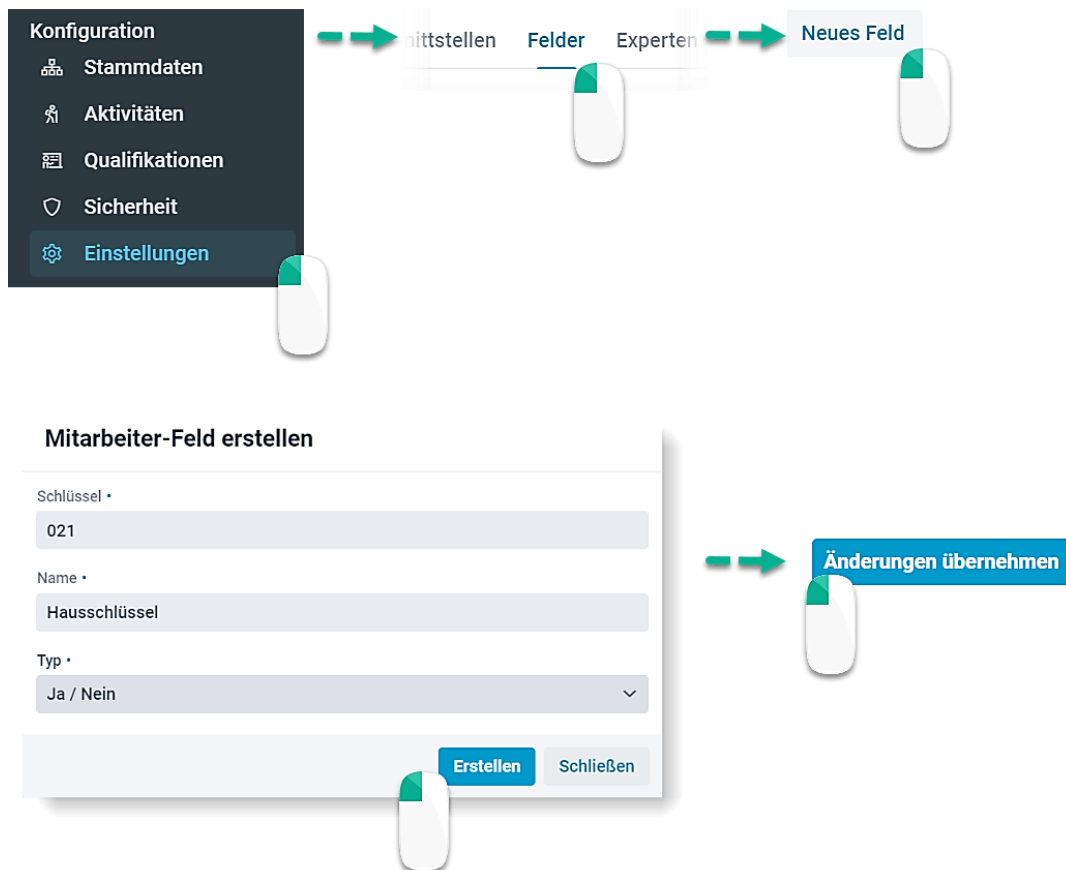 Konfiguration
Stammdaten
Aktivitäten
Qualifikationen
Sicherheit
Einstellungen
ittstellen Felder Experten
Neues Feld
Mitarbeiter-Feld erstellen
Schlüssel •
021
Name •
Hausschlüssel
Typ •
Ja / Nein
Erstellen Schließen
Änderungen übernehmen